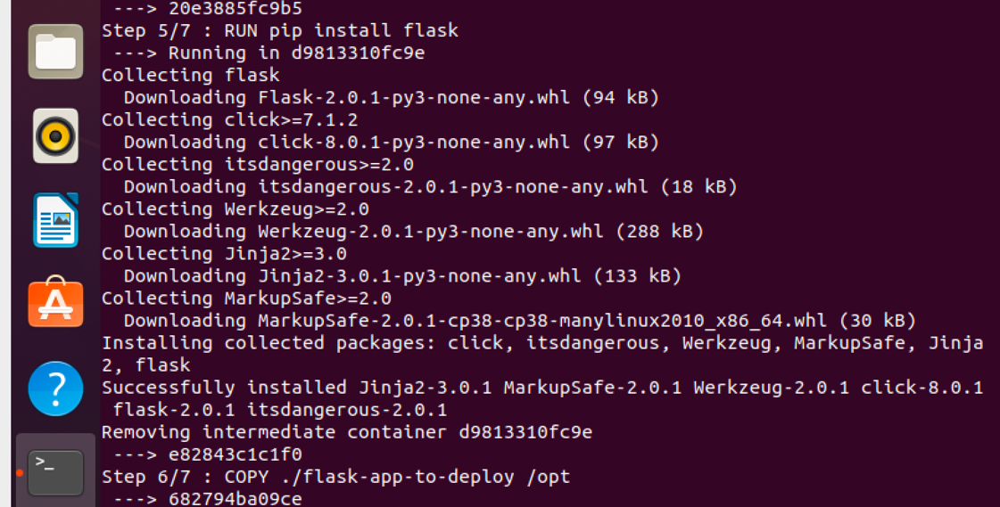 ---> 20e3885fc9b5
Step 5/7 : RUN pip install flask
---> Running in d9813310fc9e
Collecting flask
Downloading Flask-2.0.1-py3-none-any.whl (94 kB)
Collecting click>=7.1.2
Downloading click-8.0.1-py3-none-any.whl (97 kB)
Collecting itsdangerous>=2.0
Downloading itsdangerous-2.0.1-py3-none-any.whl (18 kB)
Collecting Werkzeug>=2.0
Downloading Werkzeug-2.0.1-py3-none-any.whl (288 kB)
Collecting Jinja2>=3.0
Downloading Jinja2-3.0.1-py3-none-any.whl (133 kB)
Collecting MarkupSafe>=2.0
Downloading MarkupSafe-2.0.1-cp38-cp38-manylinux2010_x86_64.whl (30 kB)
Installing collected packages: click, itsdangerous, Werkzeug, MarkupSafe, Jinja
2, flask
Successfully installed Jinja2-3.0.1 MarkupSafe-2.0.1 Werkzeug-2.0.1 click-8.0.1
flask-2.0.1 itsdangerous-2.0.1
Removing intermediate container d9813310fc9e
---> e82843c1c1f0
Step 6/7 : COPY ./flask-app-to-deploy /opt
---> 682794ba09ce